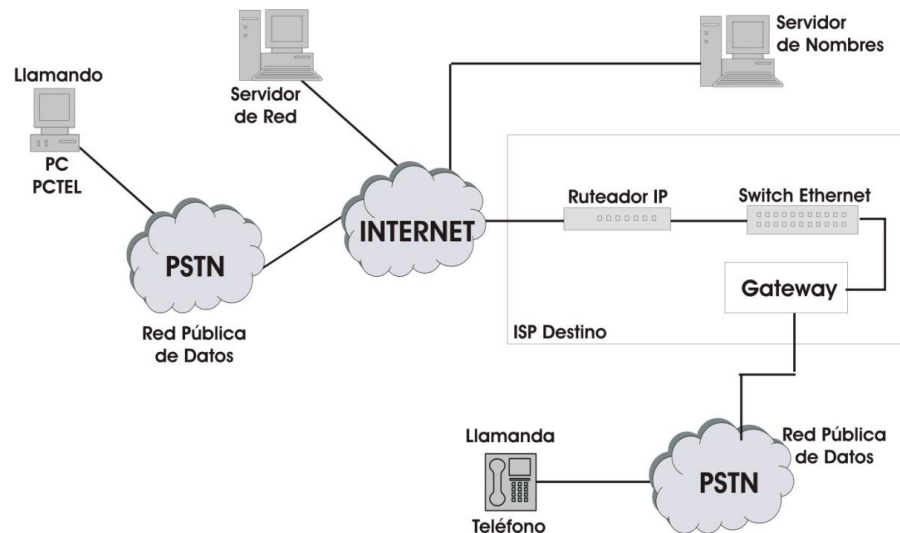 Servidor
de Nombres
Llamando
Servidor
de Red
PC
PCTEL
Ruteador IP
Switch Ethernet
INTERNET
PSTN
Gateway
Red Pública
de Datos
ISP Destino
Llamanda
Red Pública
de Datos
PSTN
Teléfono